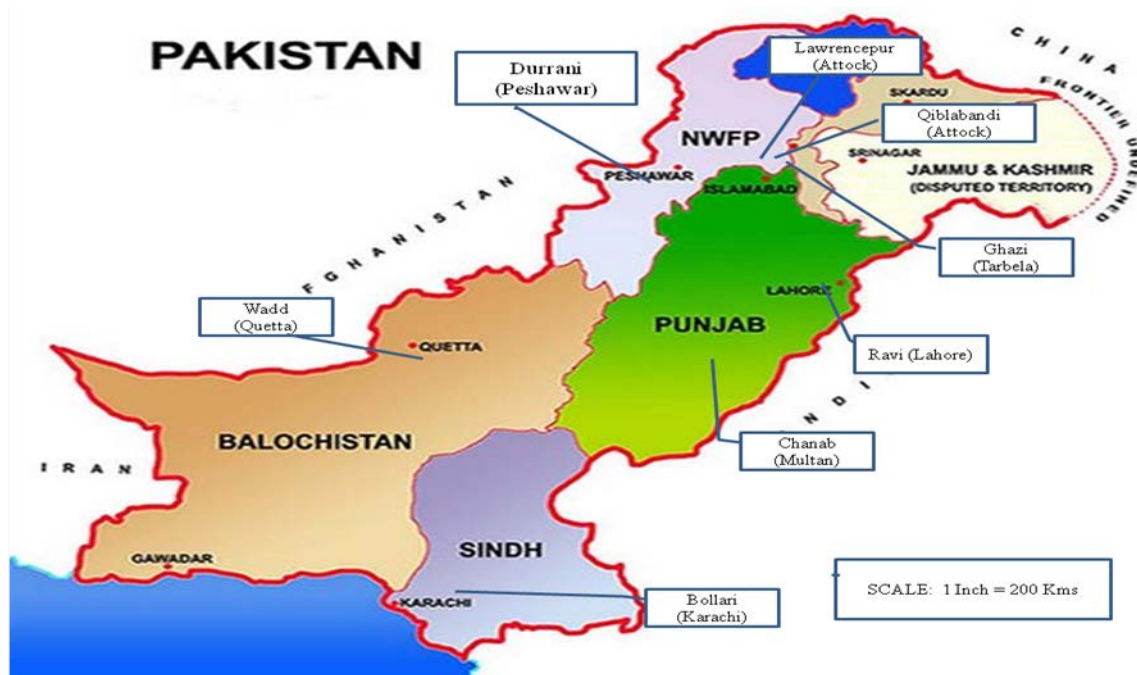 PAKISTAN
Lawrencepur
(Attock)
CHINA
Durrani
(Peshawar)
FRONTIER UNDEFINED
SKARDU
Qiblabandi
(Attock)
NWFP
SRINAGAR
PESHAWAR
ISLAMABAD
JAMMU & KASHMIR
(DISPUTED TERRITORY)
FGHANISTAN
Ghazi
(Tarbela)
LAHORE
Wadd
(Quetta)
PUNJAB
QUETTA
Ravi (Lahore)
NDI
BALOCHISTAN
Chanab
(Multan)
IRAN
SINDH
GAWADAR
SCALE: 1 Inch = 200 Kms
KARACHI
Bollari
(Karachi)